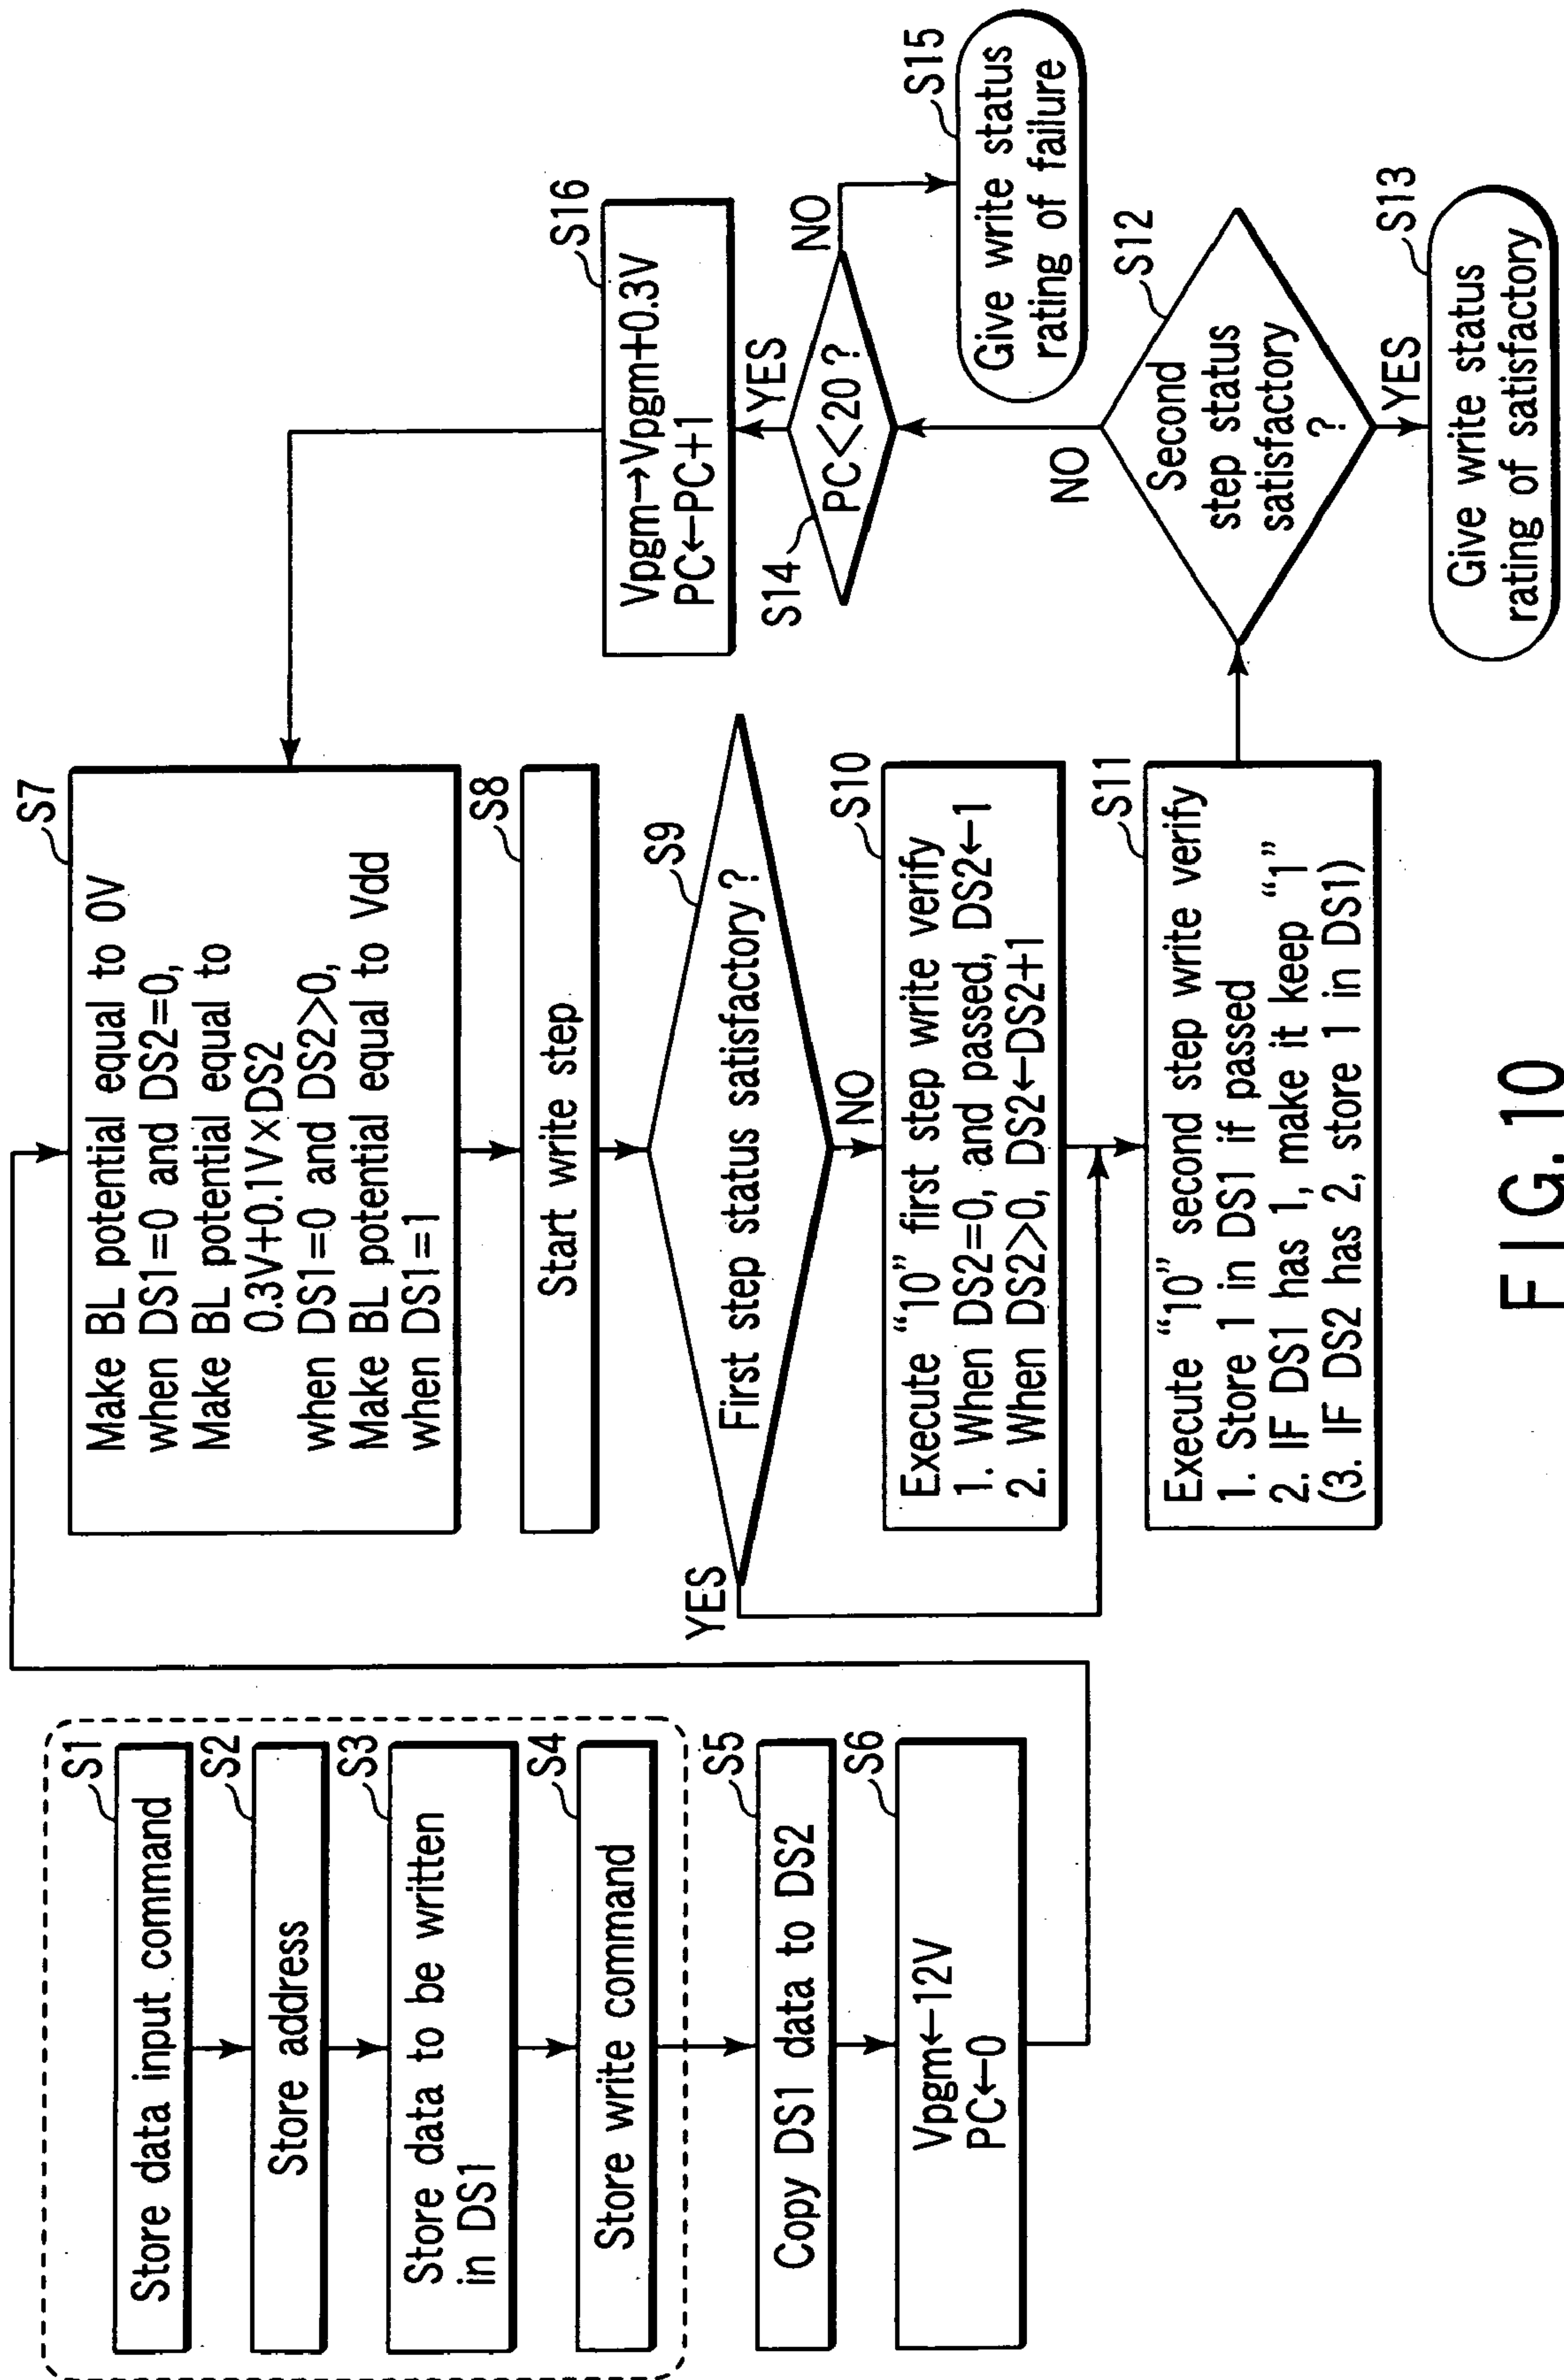 S1
Store data input command
S2
Store address
S3
Store data to be written
in DS1
S4
Store write command
S5
Copy DS1 data to DS2
S6
Vpgm←12V
PC←0
S7
Make BL potential equal to 0V
when DS1=0 and DS2=0,
Make BL potential equal to
0.3V+0.1V×DS2
when DS1=0 and DS2>0,
Make BL potential equal to Vdd
when DS1=1
S8
Start write step
S9
First step status satisfactory ?
YES
NO
S10
Execute “10” first step write verify
1. When DS2=0, and passed, DS2←1
2. When DS2>0, DS2←DS2+1
S11
Execute “10” second step write verify
1. Store 1 in DS1 if passed
2. IF DS1 has 1, make it keep “1”
(3. IF DS2 has 2, store 1 in DS1)
S16
Vpgm→Vpgm+0.3V
PC←PC+1
YES
S14
PC<20 ?
NO
S15
Give write status
rating of failure
NO
S12
Second
step status
satisfactory
?
YES
S13
Give write status
rating of satisfactory
FIG.10